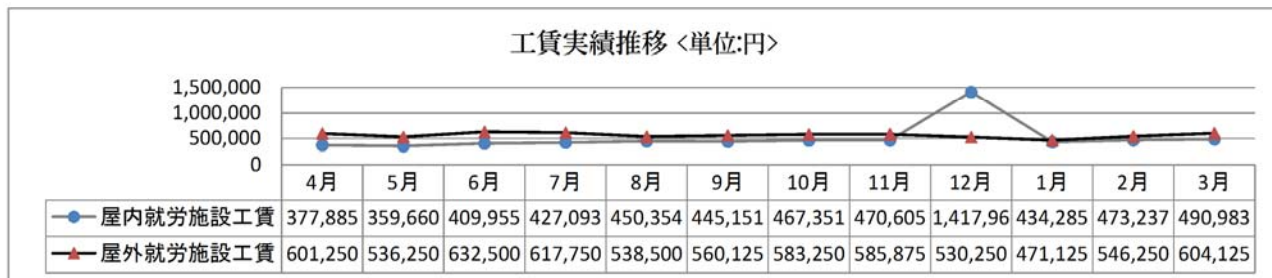 工賃実績推移 <単位:円>
1,500,000
1,000,000
500,000
0
4月 5月 6月 7月 8月 9月 10月 11月 12月 1月 2月 3月
屋内就労施設工賃 377,885 359,660 409,955 427,093 450,354 445,151 467,351 470,605 1,417,96 434,285 473,237 490,983
屋外就労施設工賃 601,250 536,250 632,500 617,750 538,500 560,125 583,250 585,875 530,250 471,125 546,250 604,125